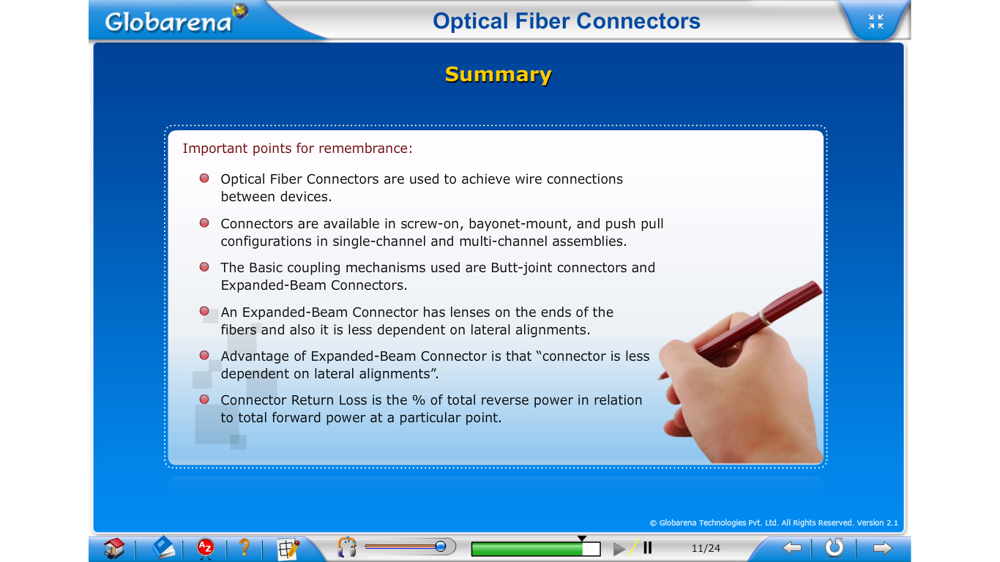 Globarena
Optical Fiber Connectors
Summary
Important points for remembrance:
Optical Fiber Connectors are used to achieve wire connections
between devices.
Connectors are available in screw-on, bayonet-mount, and push pull
configurations in single-channel and multi-channel assemblies.
The Basic coupling mechanisms used are Butt-joint connectors and
Expanded-Beam Connectors.
An Expanded-Beam Connector has lenses on the ends of the
fibers and also it is less dependent on lateral alignments.
Advantage of Expanded-Beam Connector is that “connector is less
dependent on lateral alignments”.
Connector Return Loss is the % of total reverse power in relation
to total forward power at a particular point.
© Globarena Technologies Pvt. Ltd. All Rights Reserved. Version 2.1
AZ
?
11/24